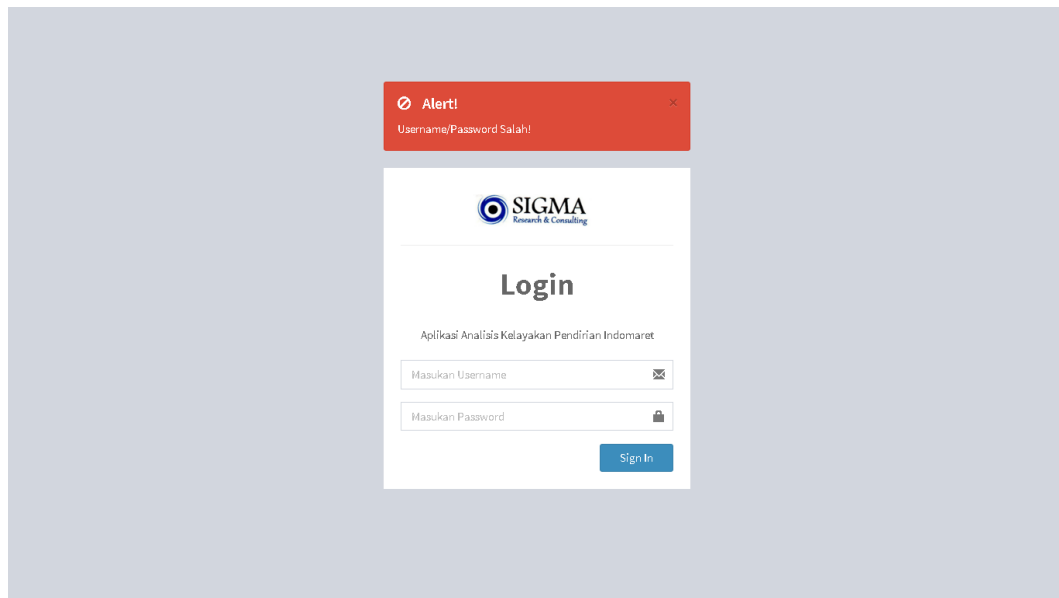 Alert!
×
Username/Password Salah!
SIGMA
Research & Consulting
Login
Aplikasi Analisis Kelayakan Pendirian Indomaret
Masukan Username
Masukan Password
Sign In